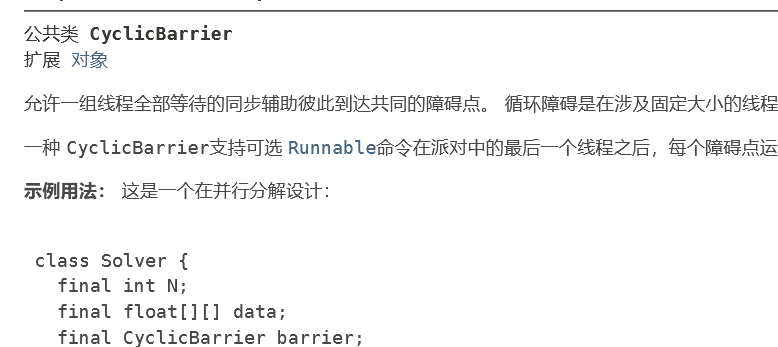 公共类 CyclicBarrier
扩展 对象
允许一组线程全部等待的同步辅助彼此到达共同的障碍点。 循环障碍是在涉及固定大小的线程
一种 CyclicBarrier支持可选 Runnable命令在派对中的最后一个线程之后，每个障碍点运
示例用法： 这是一个在并行分解设计：
class Solver {
final int N;
final float[][] data;
final CyclicBarrier barrier;